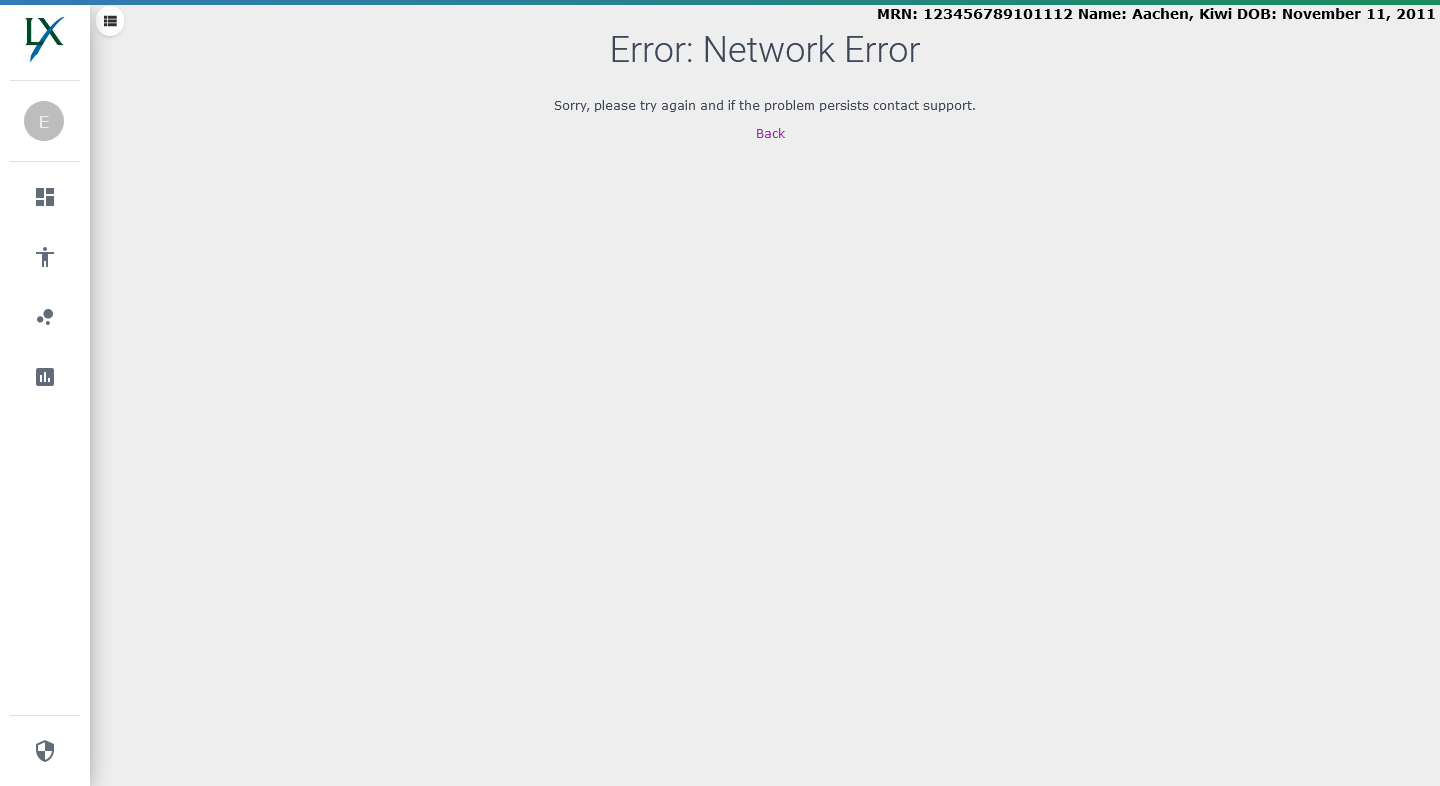 LX
MRN: 123456789101112 Name: Aachen, Kiwi DOB: November 11, 2011
Error: Network Error
E
Sorry, please try again and if the problem persists contact support.
Back